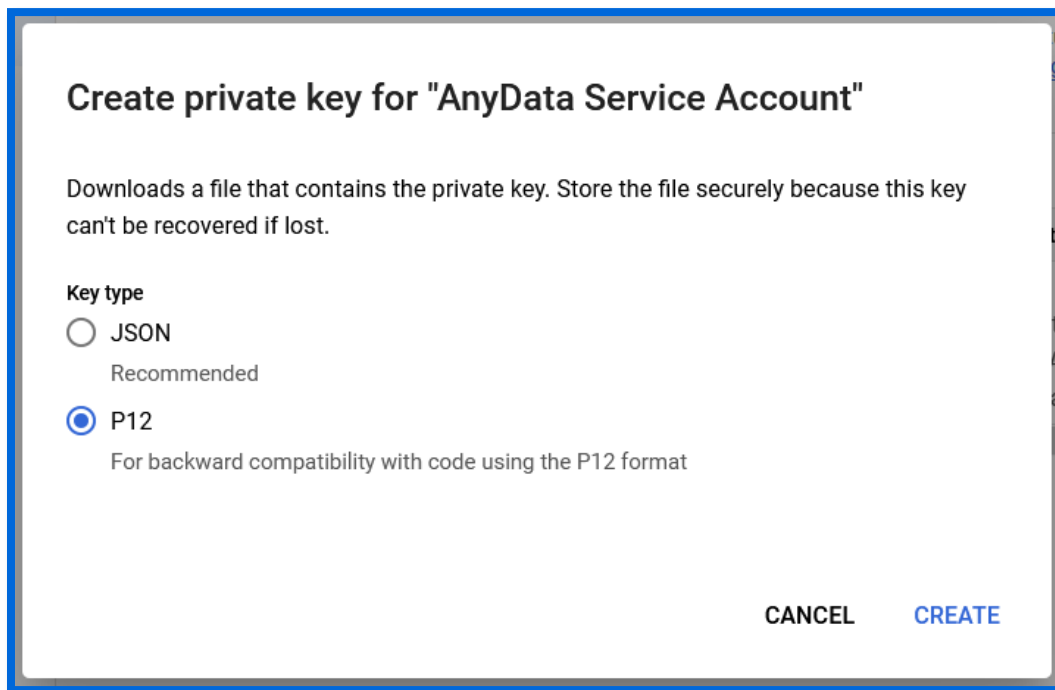 Create private key for "AnyData Service Account"
Downloads a file that contains the private key. Store the file securely because this key
can't be recovered if lost.
Key type
JSON
Recommended
P12
For backward compatibility with code using the P12 format
CANCEL CREATE